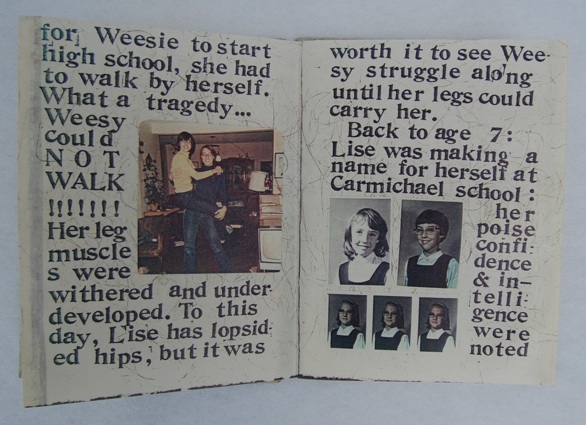 for Weesie to start
high school, she had
to walk by herself.
What a tragedy...
Weesy
could
NOT
WALK
!!!!!!!
Her leg
muscle
s were
withered and under-
developed. To this
day, Lise has lopsid-
ed hips, but it was
worth it to see Wee-
sy struggle along
until her legs could
carry her.
Back to age 7:
Lise was making a
name for herself at
Carmichael school:
her
poise
confi-
dence
& in-
telli-
gence
were
noted